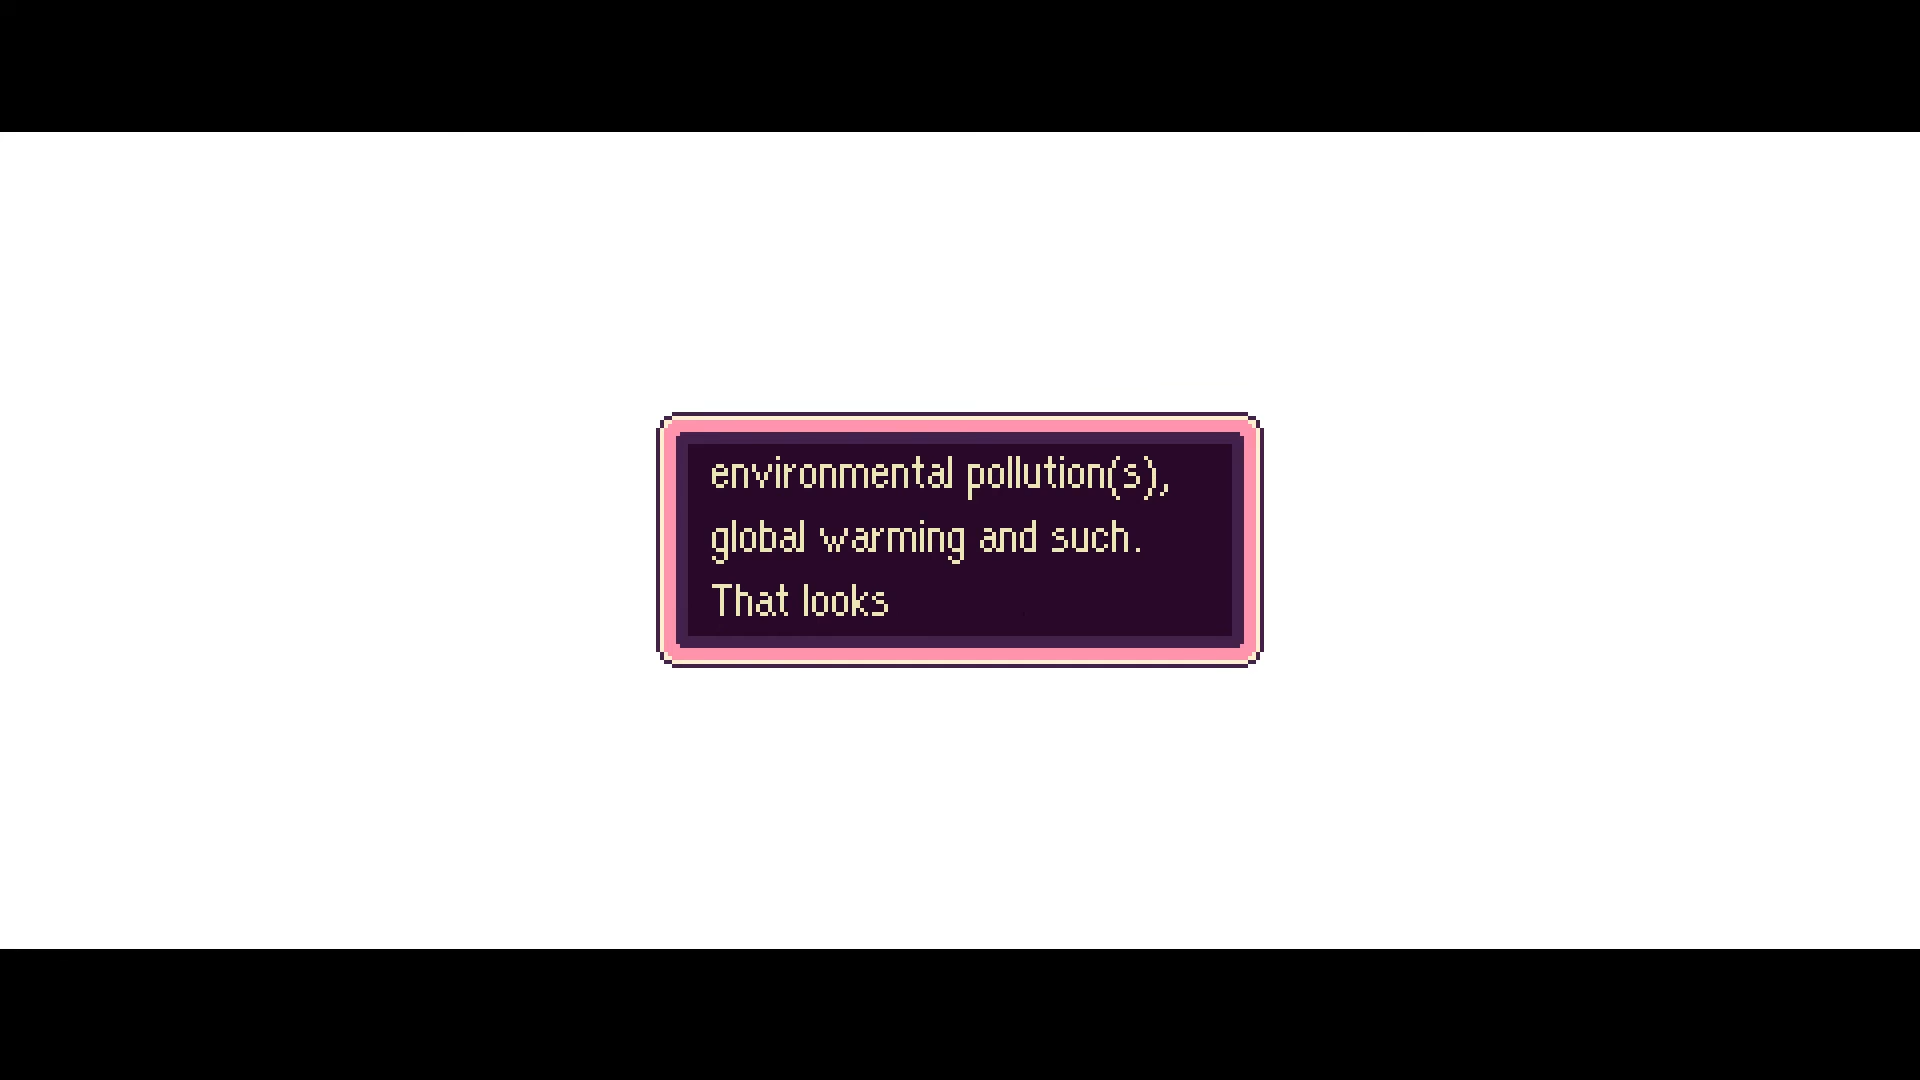 environmental pollution(s),
global warming and such.
That looks